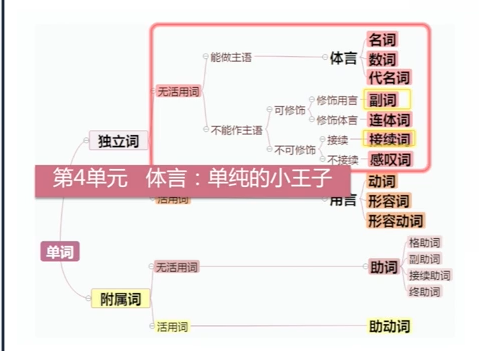 名词
能做主语
体言
数词
代名词
无活用词
修饰用言
副词
可修饰
不能作主语
修饰体言
连体词
独立词
接续
接续词
不可修饰
不接续
感叹词
第4单元 体言：单纯的小王子
动词
活用词
用言
形容词
形容动词
单词
格助词
无活用词
助词
副助词
接续助词
终助词
附属词
活用词
助动词